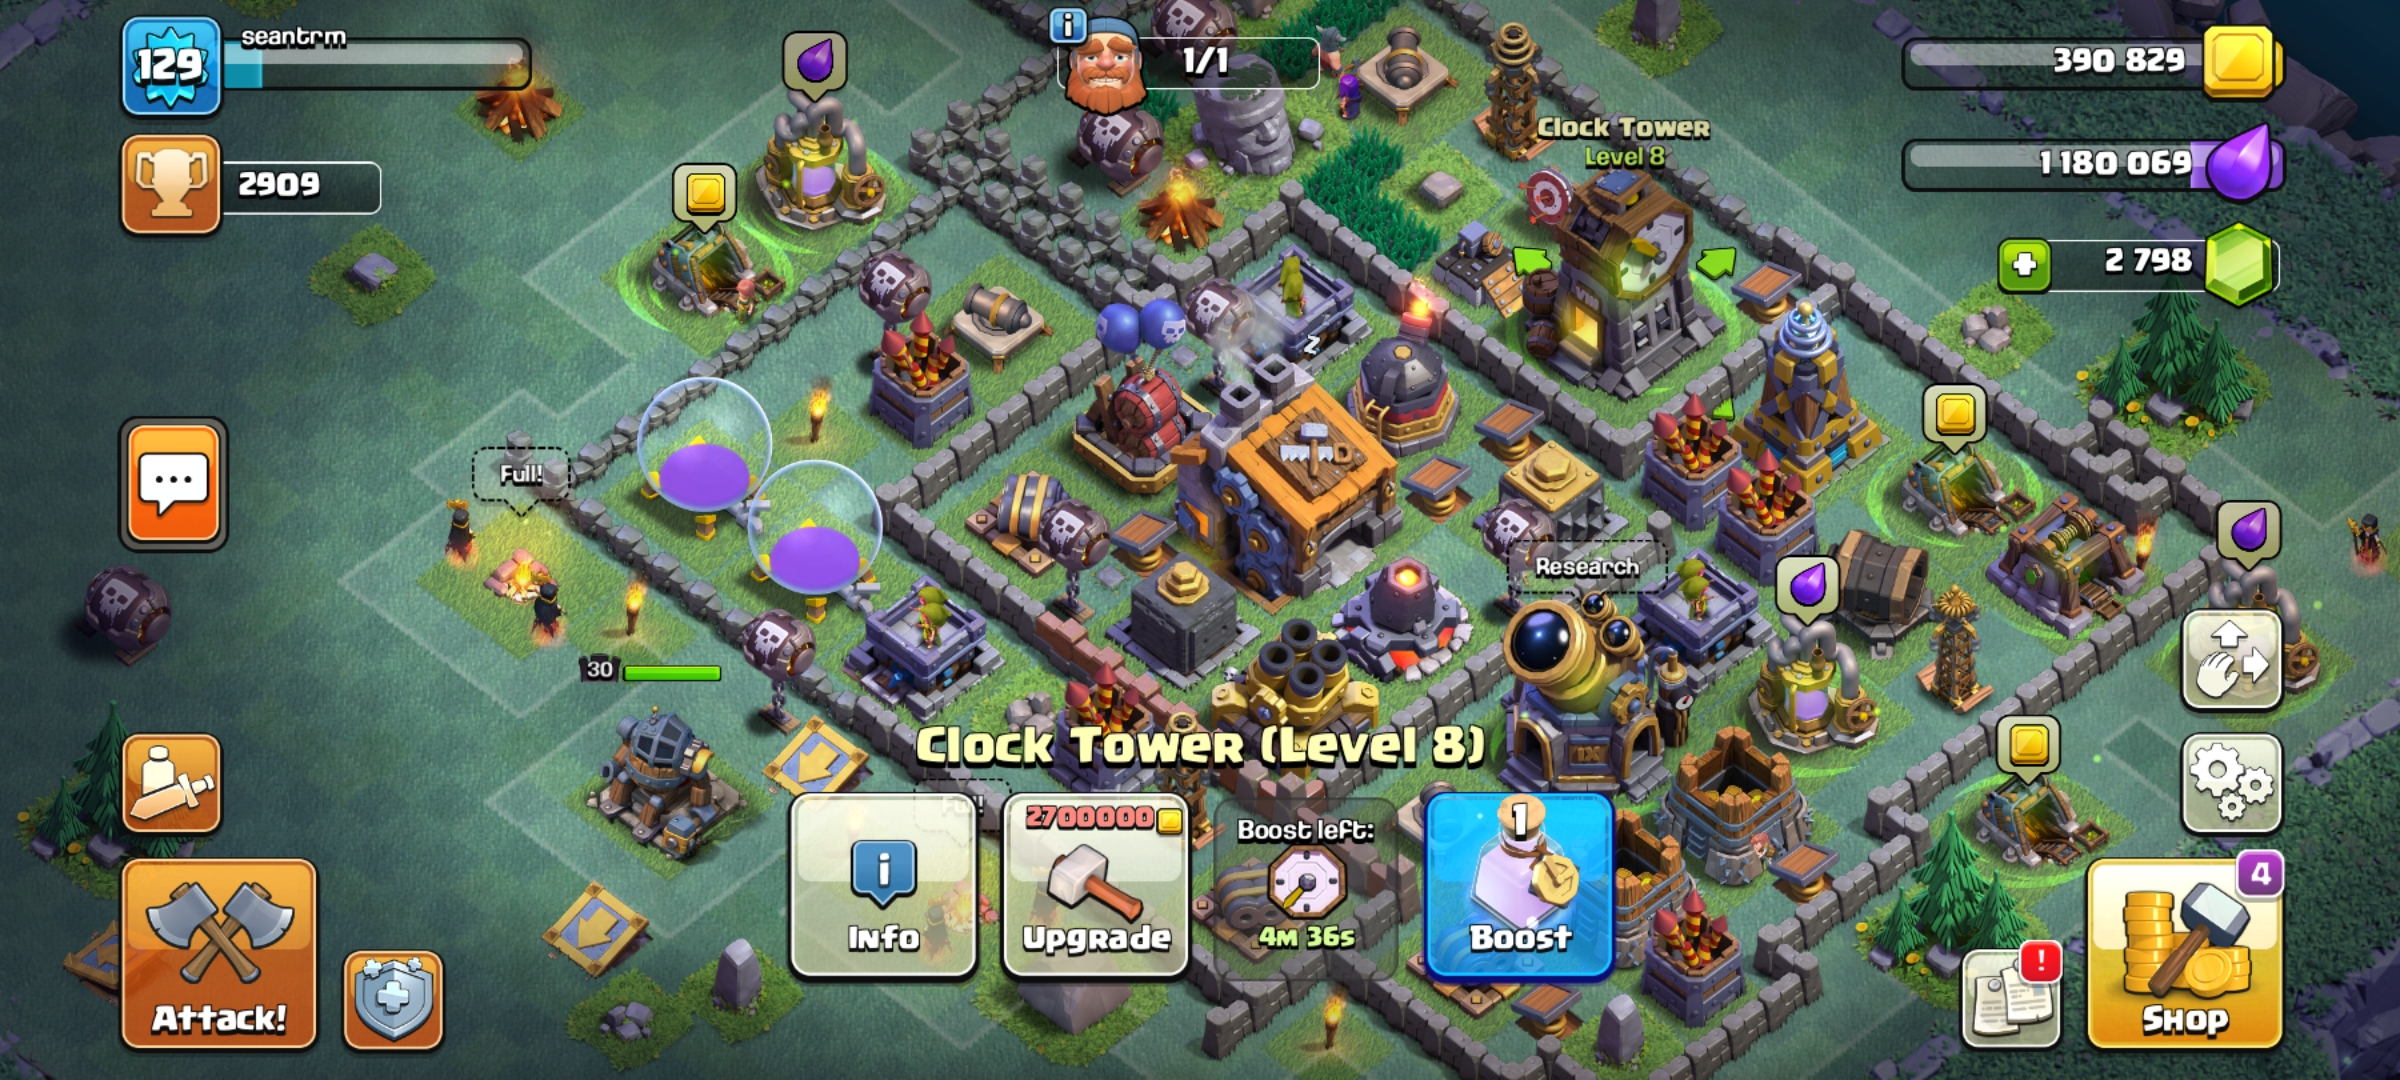 seantrm
129
1/1
390 829
Clock Tower
Level 8
1 180 069
2909
2 798
z
Full!
Research
30
Clock Tower (Level 8)
2700000
Boost left:
1
4
Info
Upgrade
4m 36s
Boost
!
Attack!
Shop